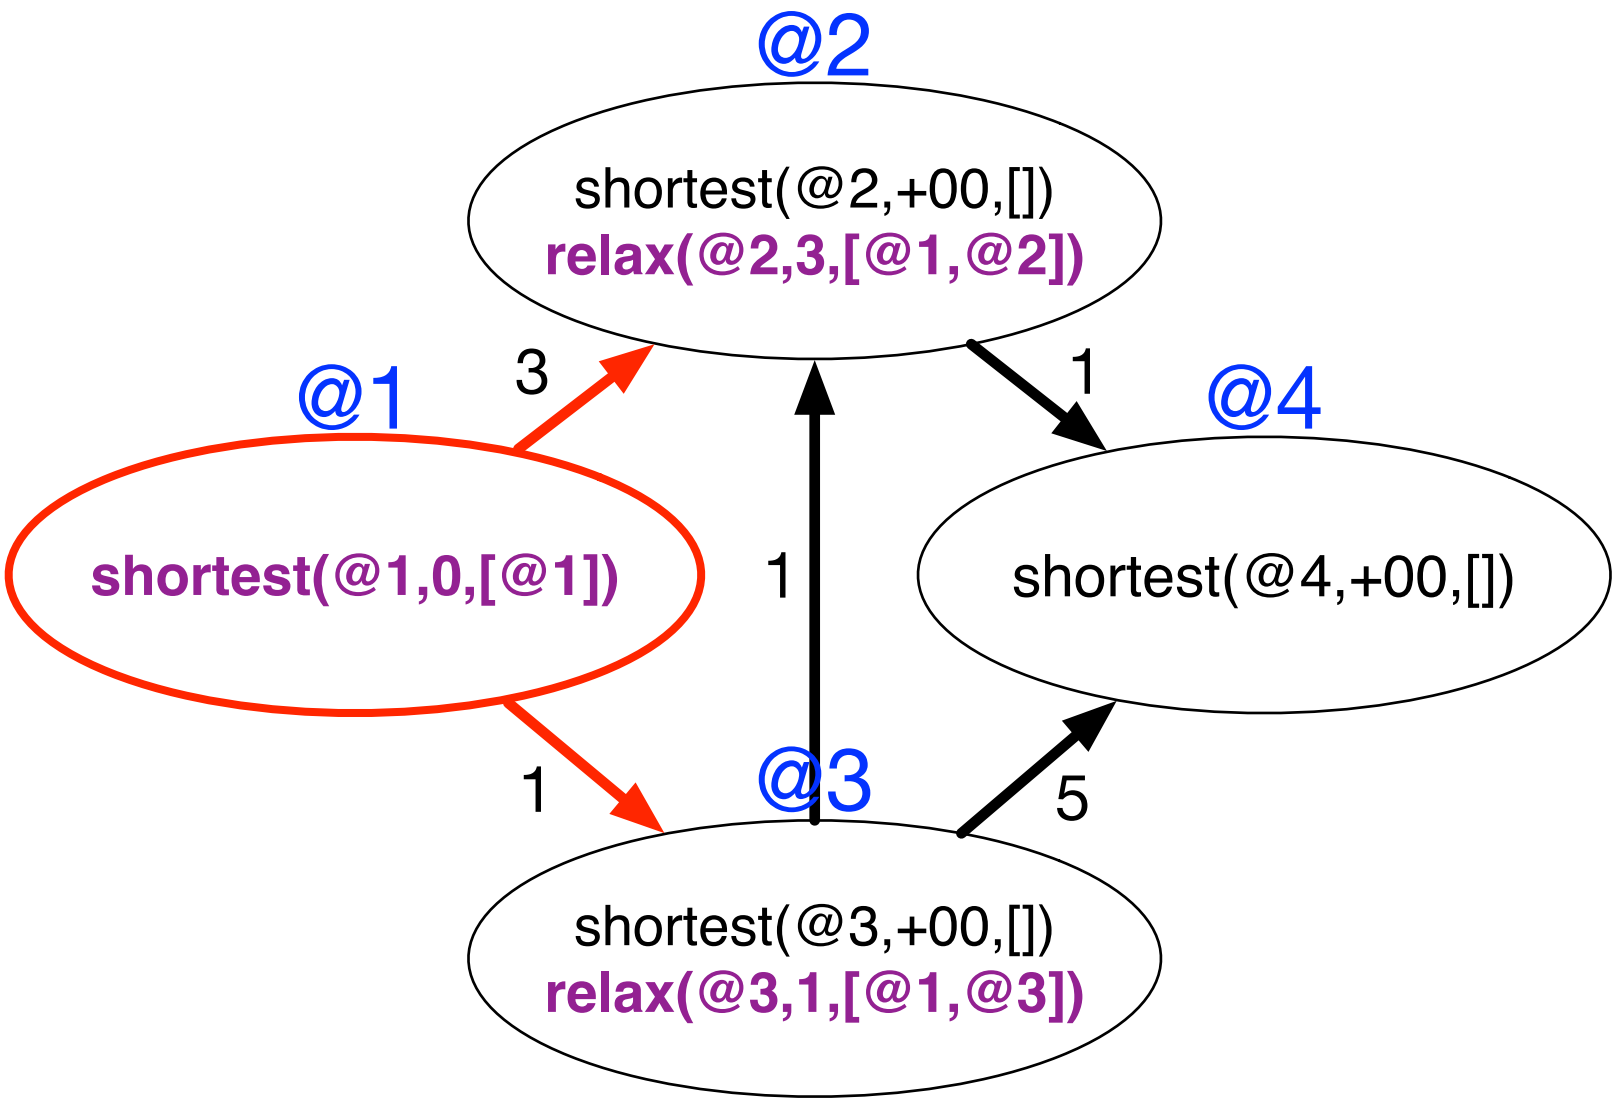 @2
shortest(@2,+00,[])
relax(@2,3,[@1,@2])
3
1
@1
@4
shortest(@1,0,[@1])
1
shortest(@4,+00,[])
@3
1
5
shortest(@3,+00,[])
relax(@3,1,[@1,@3])